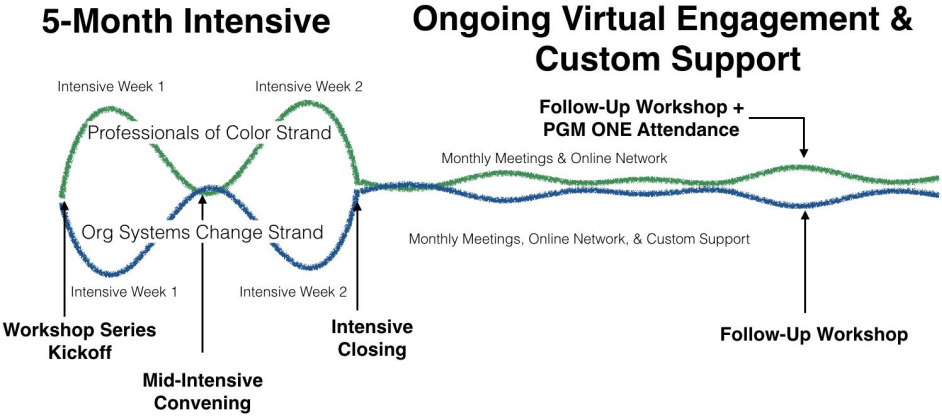 5-Month Intensive
Ongoing Virtual Engagement &
Custom Support
Intensive Week 1
Intensive Week 2
Professionals of Color Strand
Follow-Up Workshop +
PGM ONE Attendance
Monthly Meetings & Online Network
Org Systems Change Strand
Monthly Meetings, Online Network, & Custom Support
Intensive Week 1
Intensive Week 2
Workshop Series
Kickoff
Mid-Intensive
Convening
Intensive
Closing
Follow-Up Workshop